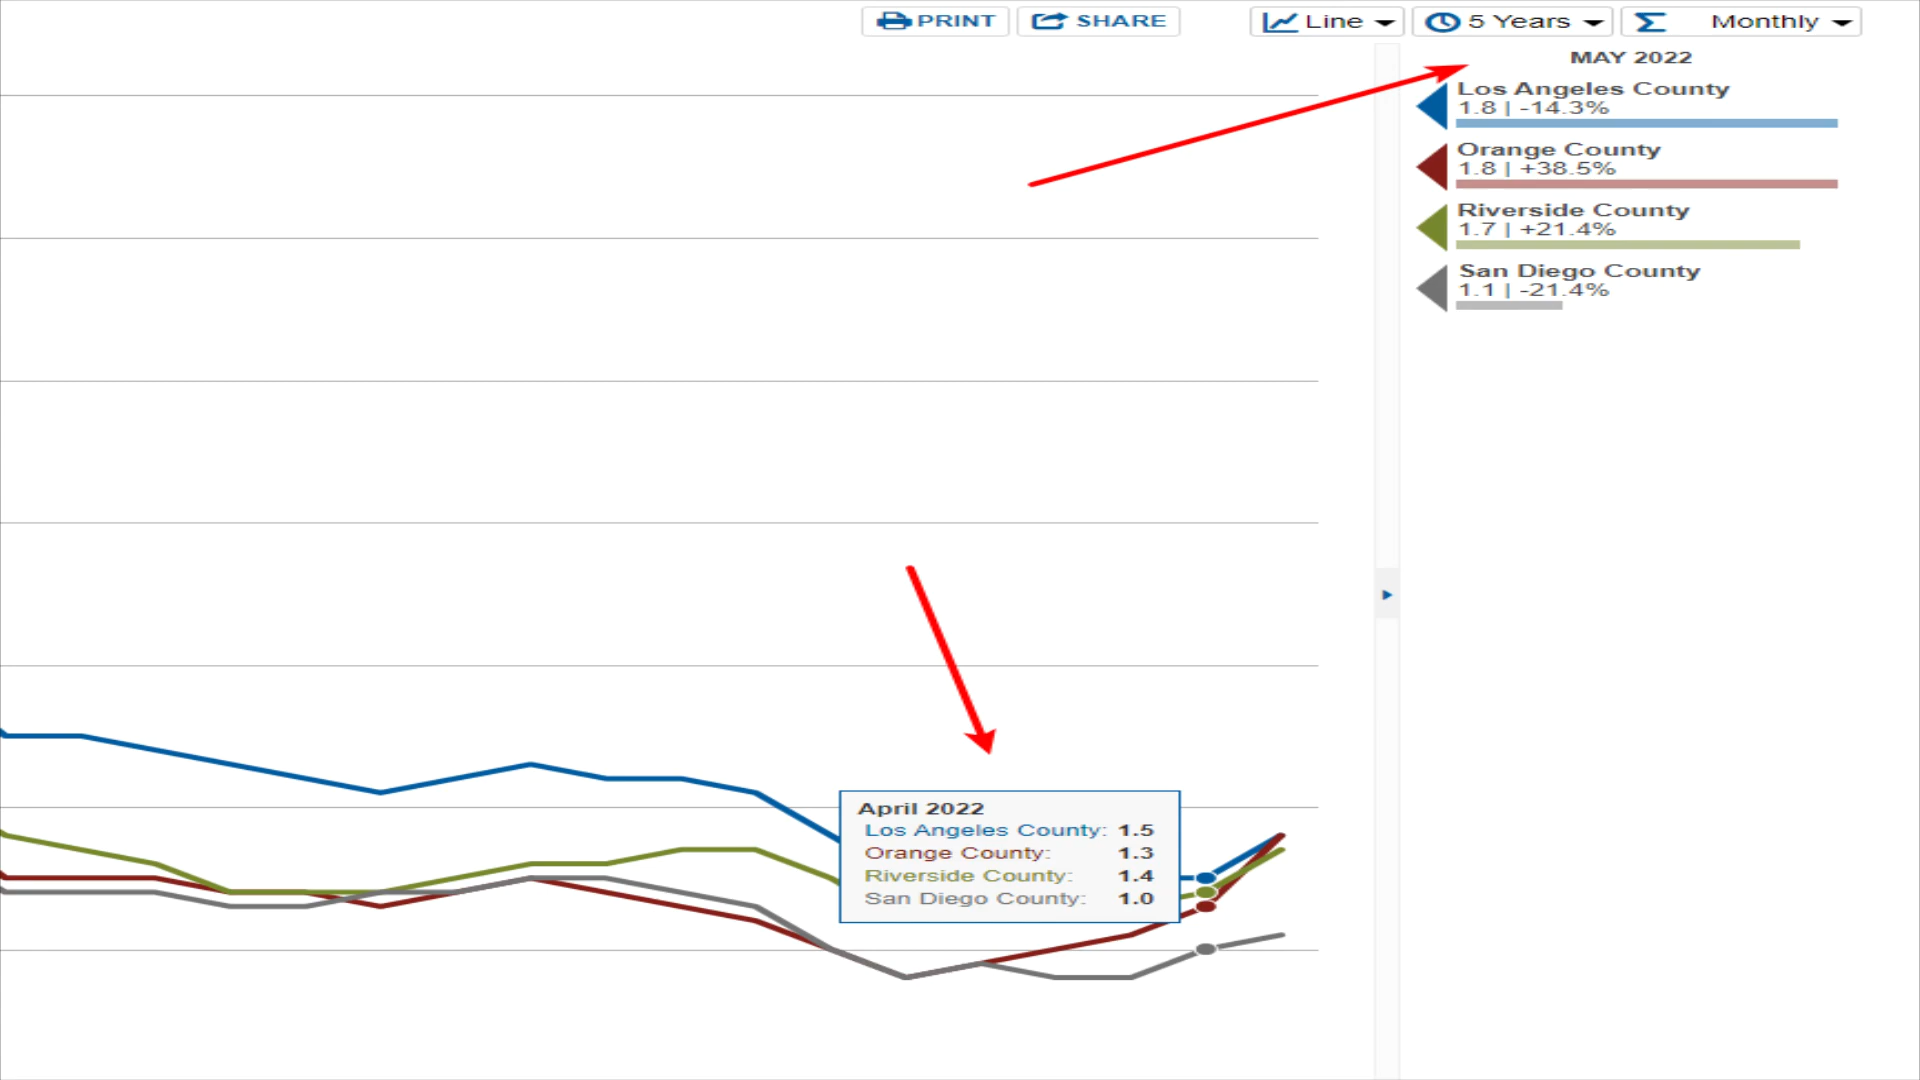 PRINT
SHARE
Line
5 Years
Monthly
MAY 2022
Los Angeles County
1.8 | -14.3%
Orange County
1.8 | +38.5%
Riverside County
1.7 | +21.4%
San Diego County
1.1 | -21.4%
April 2022
Los Angeles County: 1.5
Orange County: 1.3
Riverside County: 1.4
San Diego County: 1.0